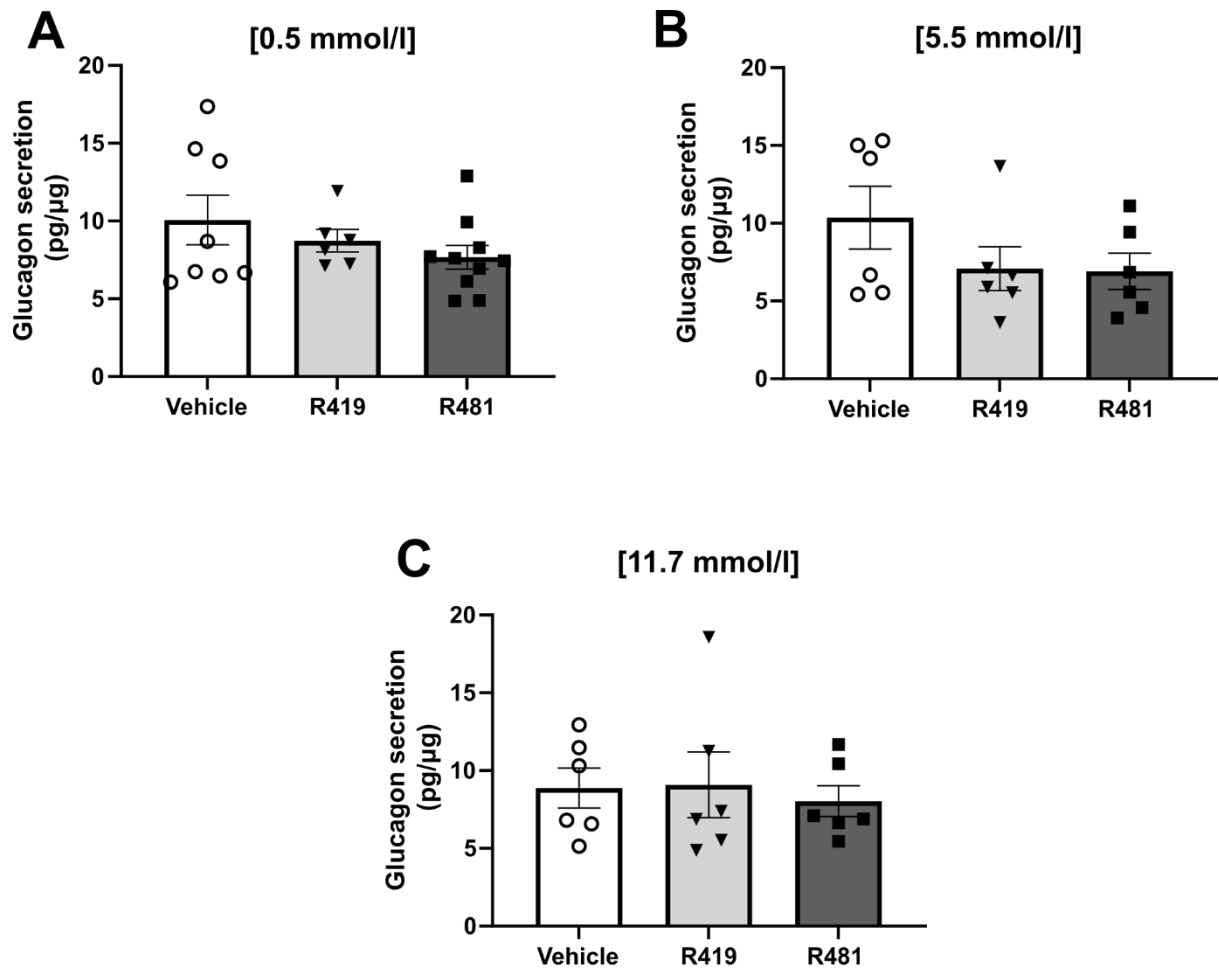 A
[0.5 mmol/l]
Glucagon secretion
(pg/µg)
20
15
10
5
0
Vehicle R419 R481
B
[5.5 mmol/l]
Glucagon secretion
(pg/µg)
20
15
10
5
0
Vehicle R419 R481
C
[11.7 mmol/l]
Glucagon secretion
(pg/µg)
20
15
10
5
0
Vehicle R419 R481